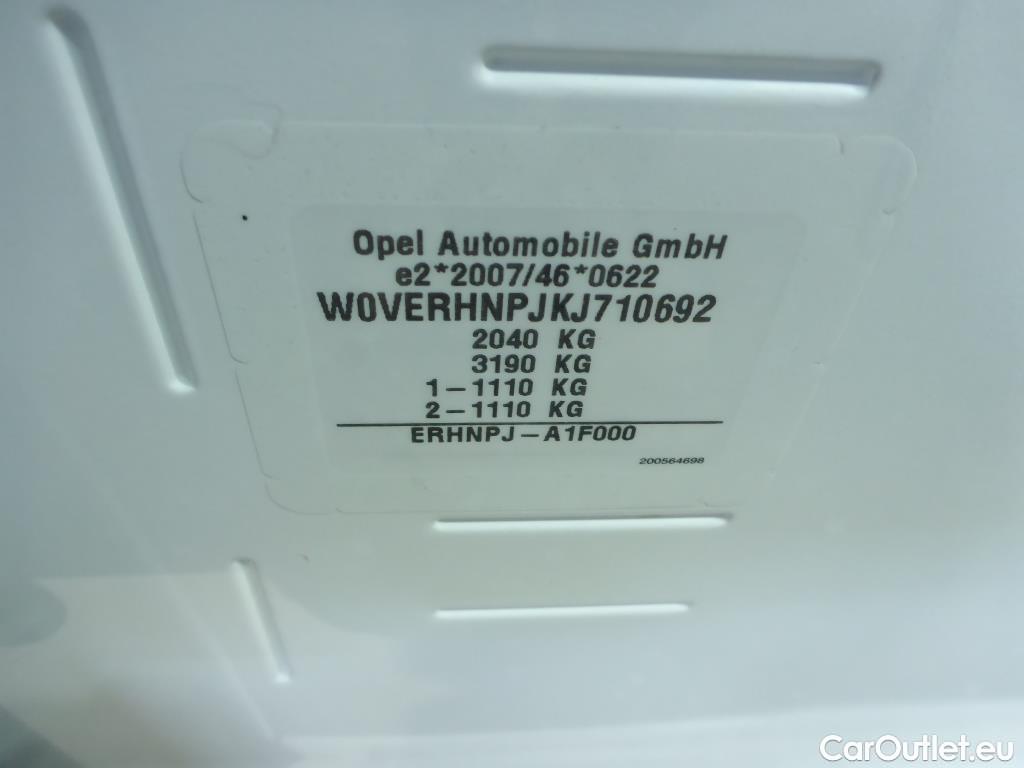 Opel Automobile GmbH
e2*2007/46*0622
W0VERHNPJKJ710692
2040 KG
3190 KG
1-1110 KG
2-1110 KG
ERHNPJ-A1F000
200564698
CarOutlet.eu